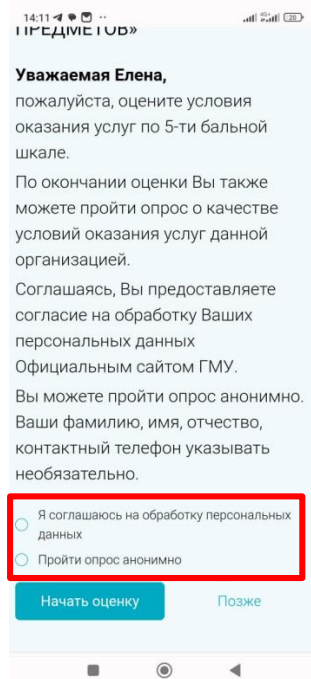 14:11
4G+
20
ПРЕДМЕТОВ»
Уважаемая Елена,
пожалуйста, оцените условия
оказания услуг по 5-ти бальной
шкале.
По окончании оценки Вы также
можете пройти опрос о качестве
условий оказания услуг данной
организацией.
Соглашаясь, Вы предоставляете
согласие на обработку Ваших
персональных данных
Официальным сайтом ГМУ.
Вы можете пройти опрос анонимно.
Ваши фамилию, имя, отчество,
контактный телефон указывать
необязательно.
Я соглашаюсь на обработку персональных
данных
Пройти опрос анонимно
Начать оценку
Позже